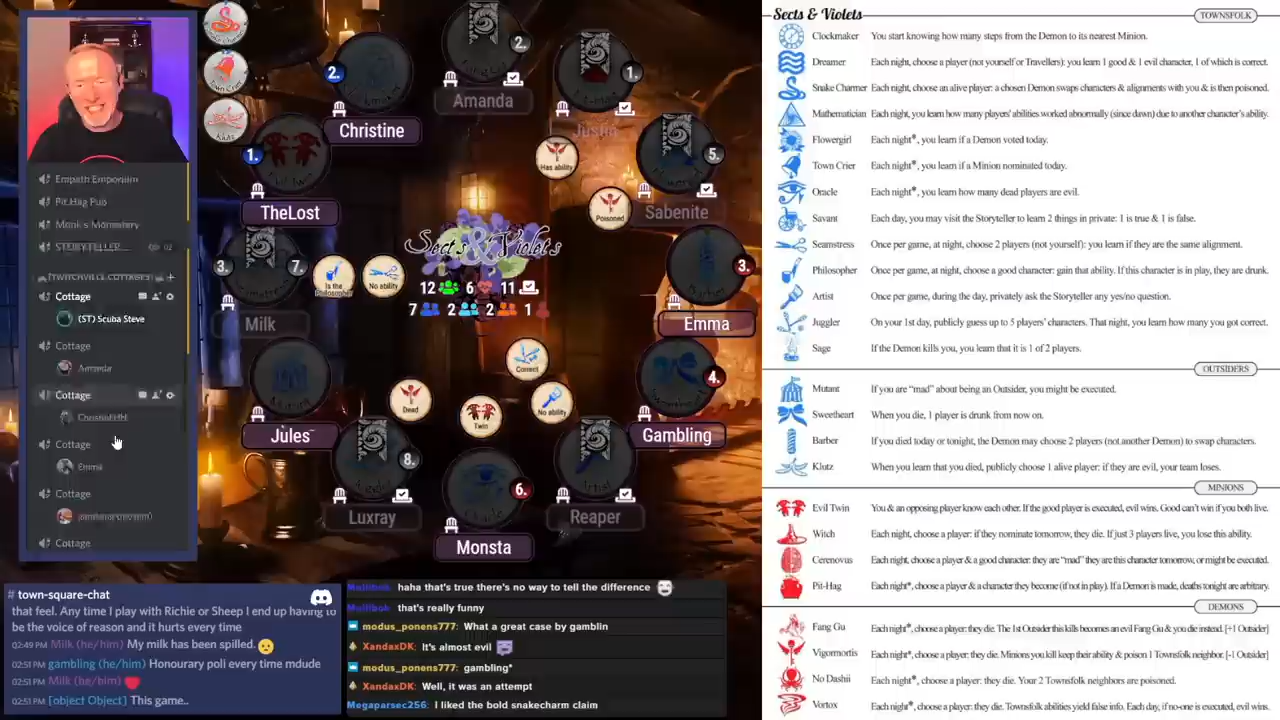 Empath Emporium
Pit-Hag Pub
Monk's Monastery
STORYTELLER
TWITCHVILLE COTTAGES
Cottage
(ST) Scuba Steve
Cottage
Amanda
Cottage
Cottage
Emma
Cottage
Cottage
2.
Christine
1.
TheLost
3.
7.
Milk
Is the Philosopher
No ability
Jules
Dead
8.
Luxray
2.
Amanda
1.
Justin
Has ability
5.
Sabenite
Poisoned
3.
Emma
4.
Gambling
Barber
Artist
Reaper
6.
Monsta
Correct
No ability
Twin
Sects & Violets
12 6 11
7 2 2 1
# town-square-chat
that feel. Any time I play with Richie or Sheep I end up having to
be the voice of reason and it hurts every time
02:49 PM Milk (he/him) My milk has been spilled.
02:51 PM gambling (he/him) Honourary poll every time mdude
02:51 PM Milk (he/him)
02:51 PM [object Object] This game..
haha that's true there's no way to tell the difference
that's really funny
modus_ponens777: What a great case by gamblin
XandaxDK: It's almost evil
modus_ponens777: gambling*
XandaxDK: Well, it was an attempt
Megaparsec256: I liked the bold snakecharm claim
Sects & Violets
TOWNSFOLK
Clockmaker You start knowing how many steps from the Demon to its nearest Minion.
Dreamer Each night, choose a player (not yourself or Travellers): you learn 1 good & 1 evil character, 1 of which is correct.
Snake Charmer Each night, choose an alive player: a chosen Demon swaps characters & alignments with you & is then poisoned.
Mathematician Each night, you learn how many players' abilities worked abnormally (since dawn) due to another character's ability.
Flowergirl Each night*, you learn if a Demon voted today.
Town Crier Each night*, you learn if a Minion nominated today.
Oracle Each night*, you learn how many dead players are evil.
Savant Each day, you may visit the Storyteller to learn 2 things in private: 1 is true & 1 is false.
Seamstress Once per game, at night, choose 2 players (not yourself): you learn if they are the same alignment.
Philosopher Once per game, at night, choose a good character: gain that ability. If this character is in play, they are drunk.
Artist Once per game, during the day, privately ask the Storyteller any yes/no question.
Juggler On your 1st day, publicly guess up to 5 players' characters. That night, you learn how many you got correct.
Sage If the Demon kills you, you learn that it is 1 of 2 players.
OUTSIDERS
Mutant If you are "mad" about being an Outsider, you might be executed.
Sweetheart When you die, 1 player is drunk from now on.
Barber If you died today or tonight, the Demon may choose 2 players (not another Demon) to swap characters.
Klutz When you learn that you died, publicly choose 1 alive player: if they are evil, your team loses.
MINIONS
Evil Twin You & an opposing player know each other. If the good player is executed, evil wins. Good can't win if you both live.
Witch Each night, choose a player: if they nominate tomorrow, they die. If just 3 players live, you lose this ability.
Cerenovus Each night, choose a player & a good character: they are "mad" they are this character tomorrow, or might be executed.
Pit-Hag Each night*, choose a player & a character they become (if not in play). If a Demon is made, deaths tonight are arbitrary.
DEMONS
Fang Gu Each night*, choose a player: they die. The 1st Outsider this kills becomes an evil Fang Gu & you die instead. [+1 Outsider]
Vigormortis Each night*, choose a player: they die. Minions you kill keep their ability & poison 1 Townsfolk neighbor. [-1 Outsider]
No Dashii Each night*, choose a player: they die. Your 2 Townsfolk neighbors are poisoned.
Vortox Each night*, choose a player: they die. Townsfolk abilities yield false info. Each day, if no-one is executed, evil wins.